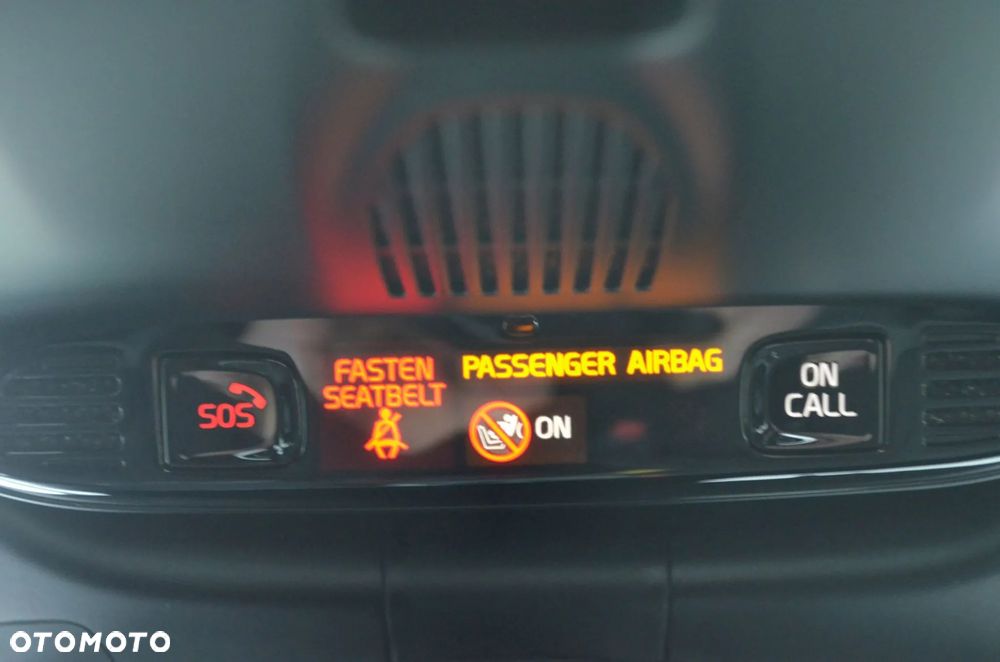 SOS
FASTEN
SEATBELT
PASSENGER AIRBAG
ON
ON
CALL
OTOMOTO